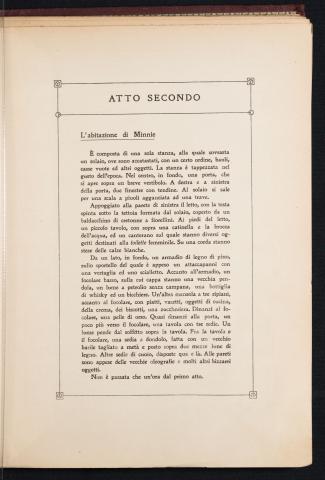 ATTO SECONDO
L'abitazione di Minnie
È composta di una sola stanza, alla quale sovrasta
un solaio, ove sono accatastati, con un certo ordine, bauli,
casse vuote ed altri oggetti. La stanza è tappezzata nel
gusto dell'epoca. Nel centro, in fondo, una porta, che
si apre sopra un breve vestibolo. A destra e a sinistra
della porta, due finestre con tendine. Al solaio si sale
per una scala a piuoli agganciata ad una trave.
Appoggiato alla parete di sinistra il letto, con la testa
spinta sotto la tettoia formata dal solaio, coperto da un
baldacchino di cretonne a fiorellini. Ai piedi del letto,
un piccolo tavolo, con sopra una catinella e la brocca
dell'acqua, ed un canterano sul quale stanno diversi og-
getti destinati alla toilette femminile. Su una corda stanno
stese delle calze bianche.
Da un lato, in fondo, un armadio di legno di pino,
sullo sportello del quale è appeso un attaccapanni con
una vestaglia ed uno scialletto. Accanto all'armadio, un
focolare basso, sulla cui cappa stanno una vecchia pen-
dola, un lume a petrolio senza campana, una bottiglia
di whisky ed un bicchiere. Un'altra mensola a tre ripiani,
accanto al focolare, con piatti, vasetti, oggetti di cucina,
della crema, dei biscotti, una zuccheriera. Dinanzi al fo-
colare, una pelle di orso. Quasi dinanzi alla porta, un
poco più verso il focolare, una tavola con tre sedie. Un
lume pende dal soffitto sopra la tavola. Fra la tavola e
il focolare, una sedia a dondolo, fatta con un vecchio
barile tagliato a metà e posto sopra due mezze lune di
legno. Altre sedie di cuoio, disposte qua e là. Alle pareti
sono appese delle vecchie oleografie e molti altri bizzarri
oggetti.
Non è passata che un'ora dal primo atto.